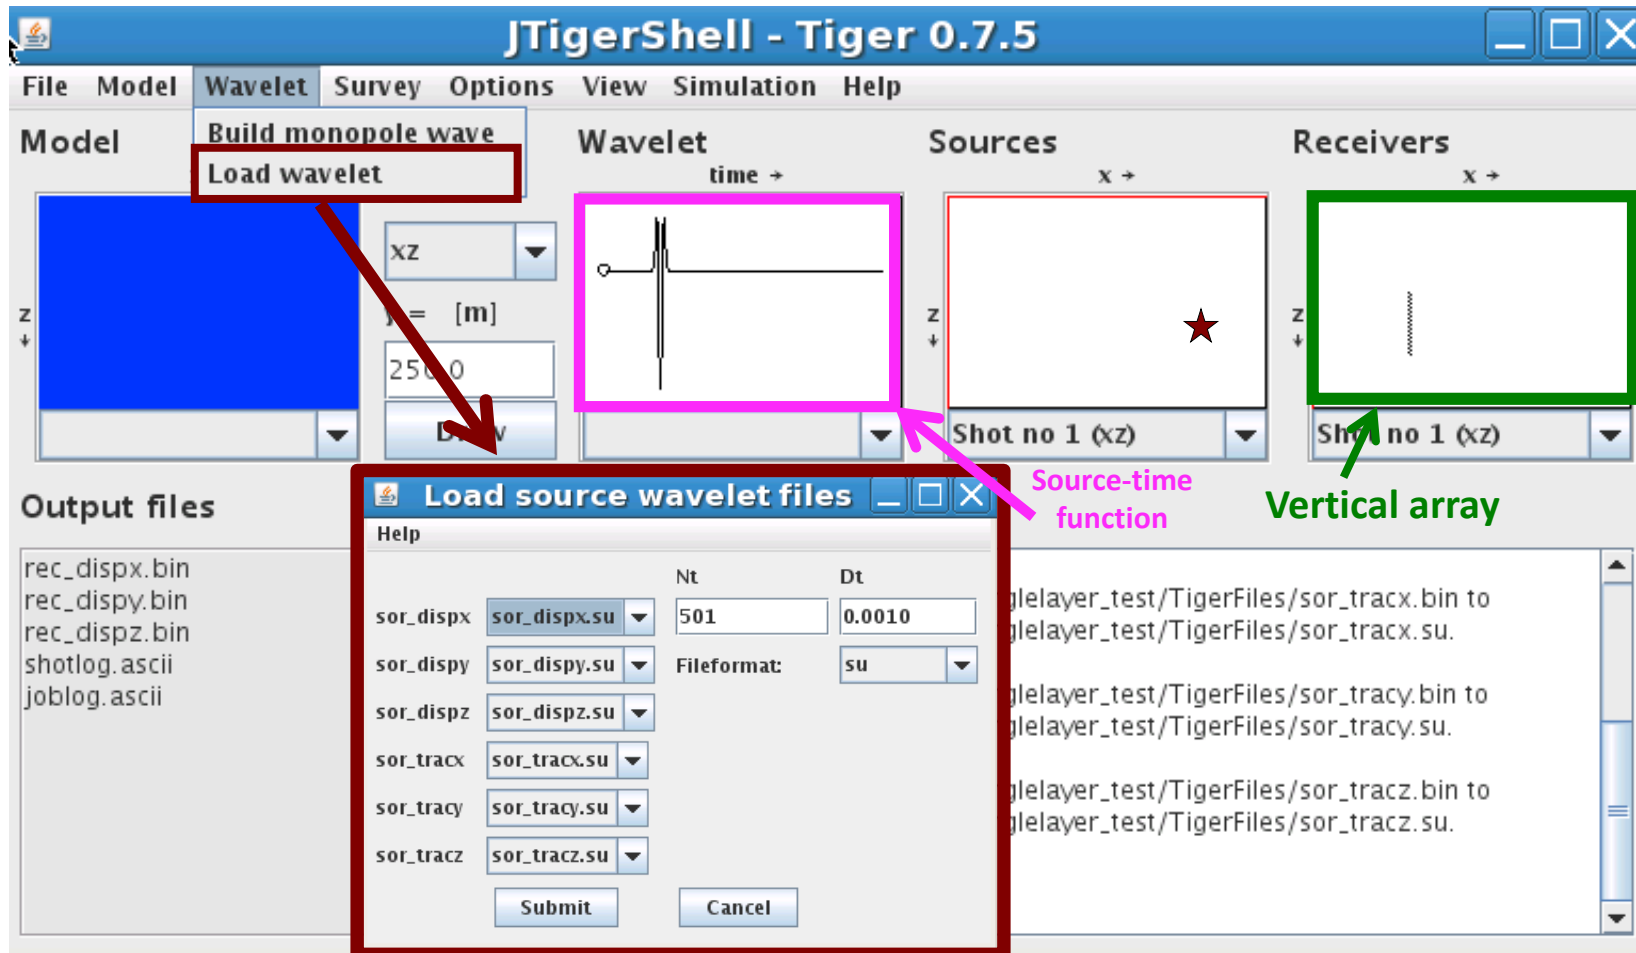 JTigerShell - Tiger 0.7.5
File Model Wavelet Survey Options View Simulation Help
Build monopole wave
Load wavelet
Model
Wavelet
time →
Sources
x →
Receivers
x →
z
xz
= [m]
250.0
z
z
Shot no 1 (xz)
Shot no 1 (xz)
Source-time
function
Vertical array
Output files
rec_dispx.bin
rec_dispy.bin
rec_dispz.bin
shotlog.ascii
joblog.ascii
Load source wavelet files
Help
Nt Dt
sor_dispx sor_dispx.su 501 0.0010
sor_dispy sor_dispy.su Fileformat: su
sor_dispz sor_dispz.su
sor_tracx sor_tracx.su
sor_tracy sor_tracy.su
sor_tracz sor_tracz.su
Submit Cancel
glelayer_test/TigerFiles/sor_tracx.bin to
glelayer_test/TigerFiles/sor_tracx.su.
glelayer_test/TigerFiles/sor_tracy.bin to
glelayer_test/TigerFiles/sor_tracy.su.
glelayer_test/TigerFiles/sor_tracz.bin to
glelayer_test/TigerFiles/sor_tracz.su.